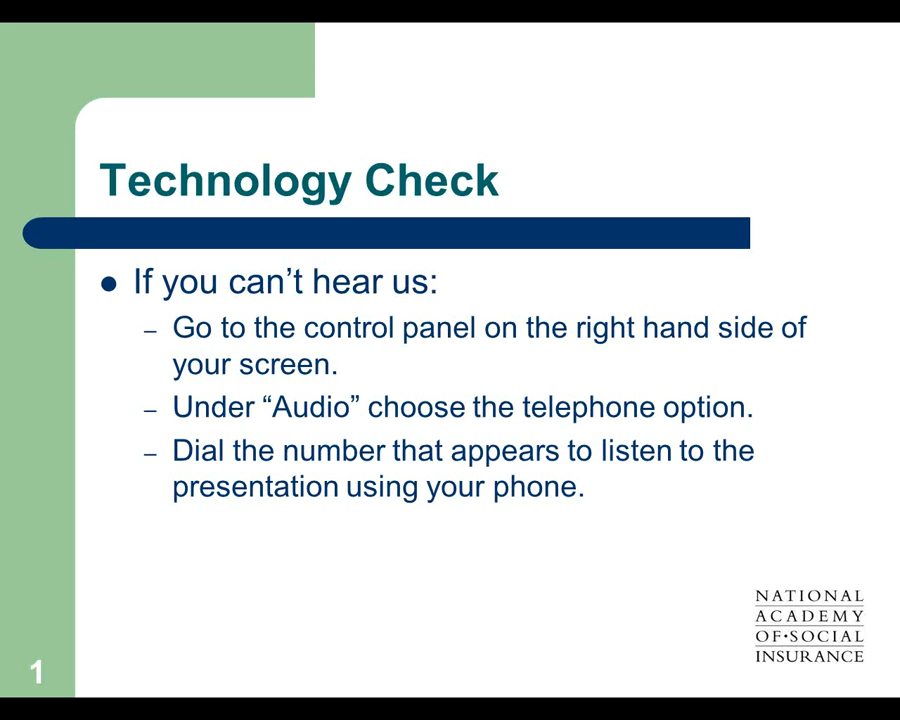 Technology Check
● If you can’t hear us:
– Go to the control panel on the right hand side of
your screen.
– Under “Audio” choose the telephone option.
– Dial the number that appears to listen to the
presentation using your phone.
NATIONAL
ACADEMY
OF•SOCIAL
INSURANCE
1